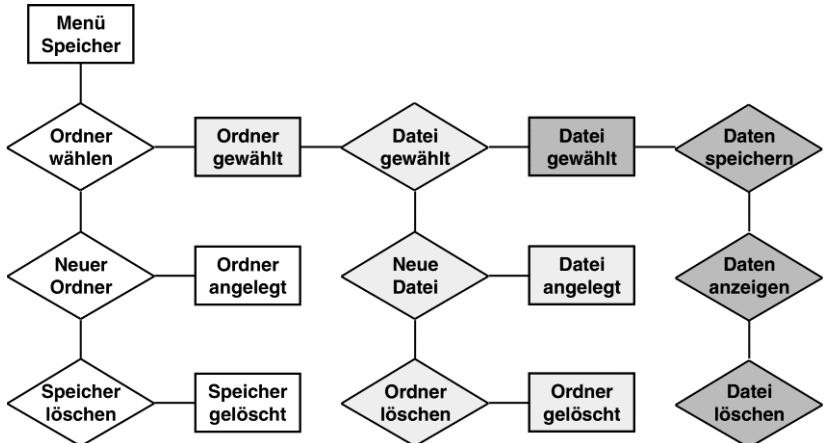 Menü
Speicher
Ordner
wählen
Ordner
gewählt
Datei
gewählt
Datei
gewählt
Daten
speichern
Neuer
Ordner
Ordner
angelegt
Neue
Datei
Datei
angelegt
Daten
anzeigen
Speicher
löschen
Speicher
gelöscht
Ordner
löschen
Ordner
gelöscht
Datei
löschen